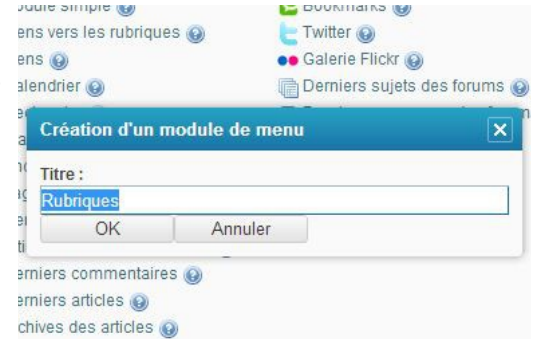 Bookmarks
ens vers les rubriques
Twitter
ens
Galerie Flickr
alendrier
Derniers sujets des forums
Création d'un module de menu
Titre :
Rubriques
OK Annuler
erniers commentaires
erniers articles
chives des articles